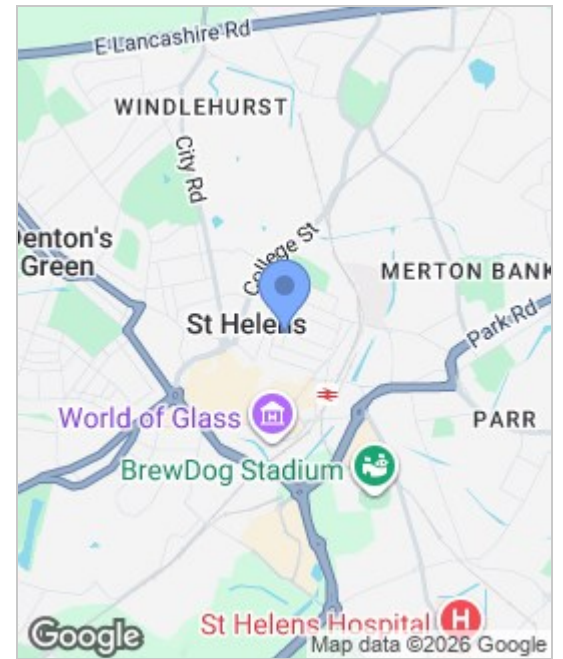 E Lancashire Rd
WINDLEHURST
City Rd
enton's
Green
College St
MERTON BANK
St Helens
Park Rd
World of Glass
PARR
BrewDog Stadium
St Helens Hospital
H
Google
Map data ©2026 Google